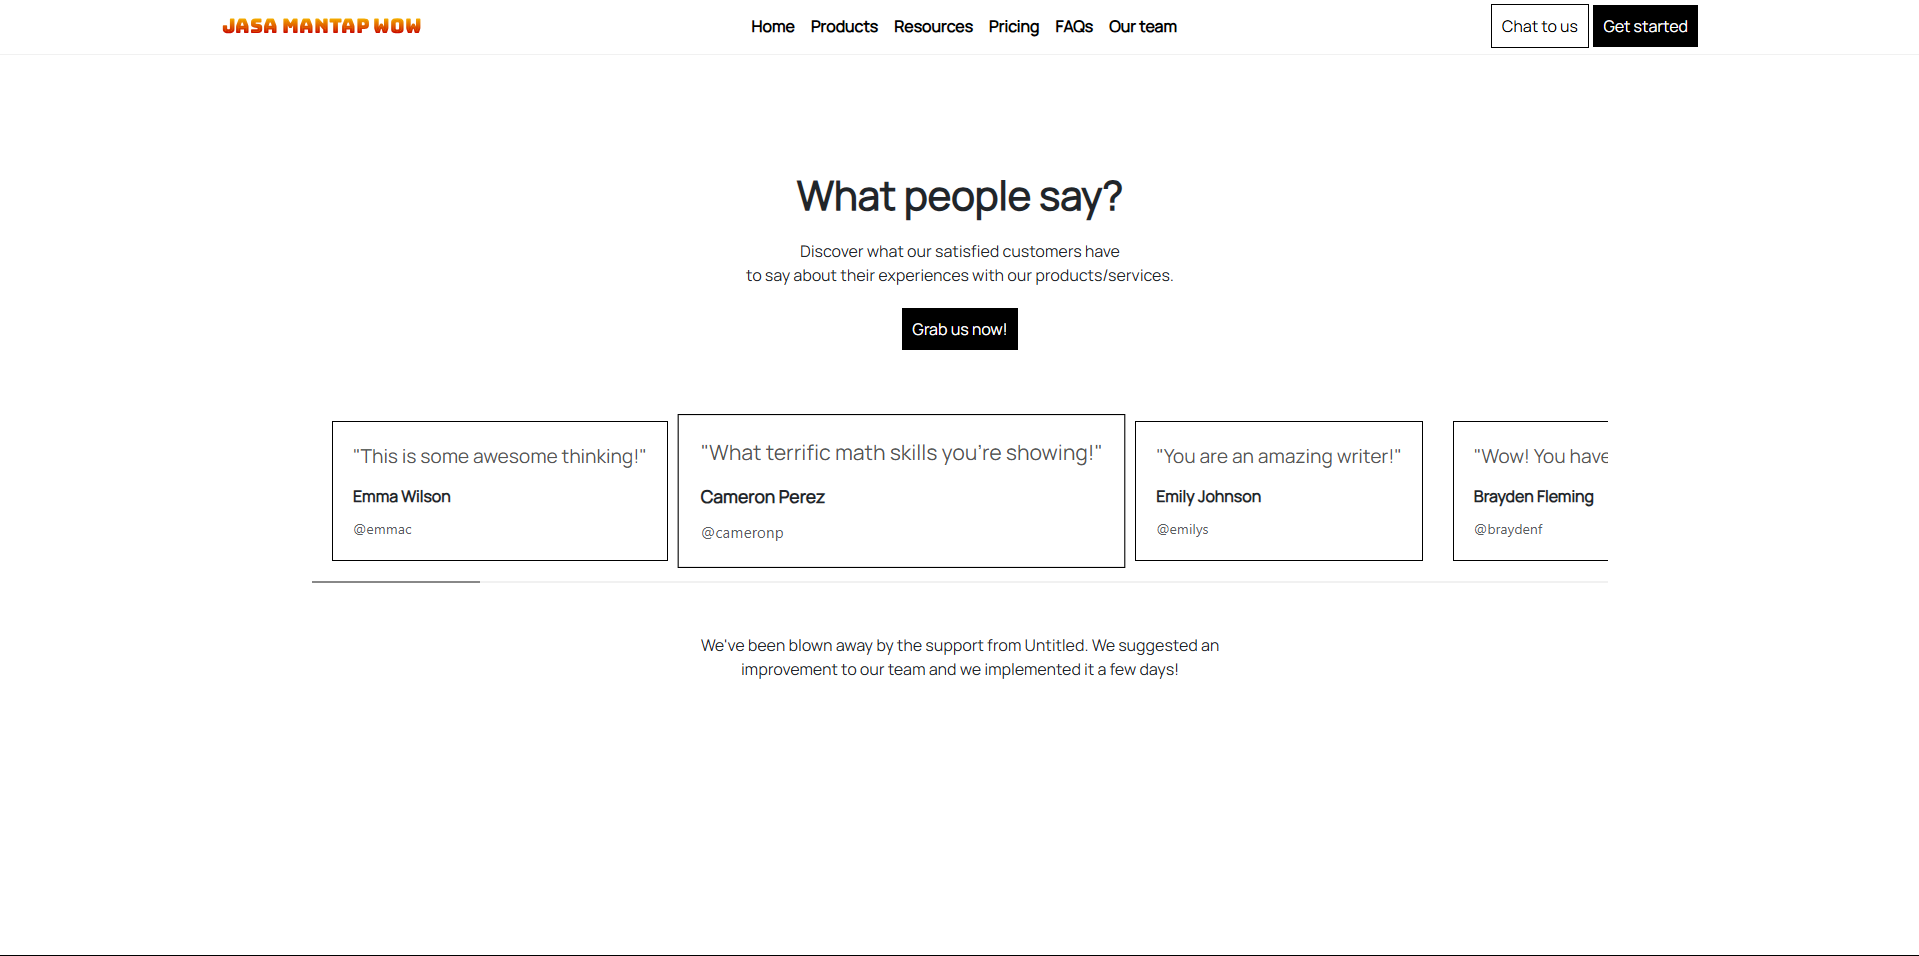 JASA MANTAP WOW
Home Products Resources Pricing FAQs Our team
Chat to us Get started
What people say?
Discover what our satisfied customers have
to say about their experiences with our products/services.
Grab us now!
"This is some awesome thinking!"
Emma Wilson
@emmac
"What terrific math skills you're showing!"
Cameron Perez
@cameronp
"You are an amazing writer!"
Emily Johnson
@emilys
"Wow! You have
Brayden Fleming
@braydenf
We've been blown away by the support from Untitled. We suggested an
improvement to our team and we implemented it a few days!